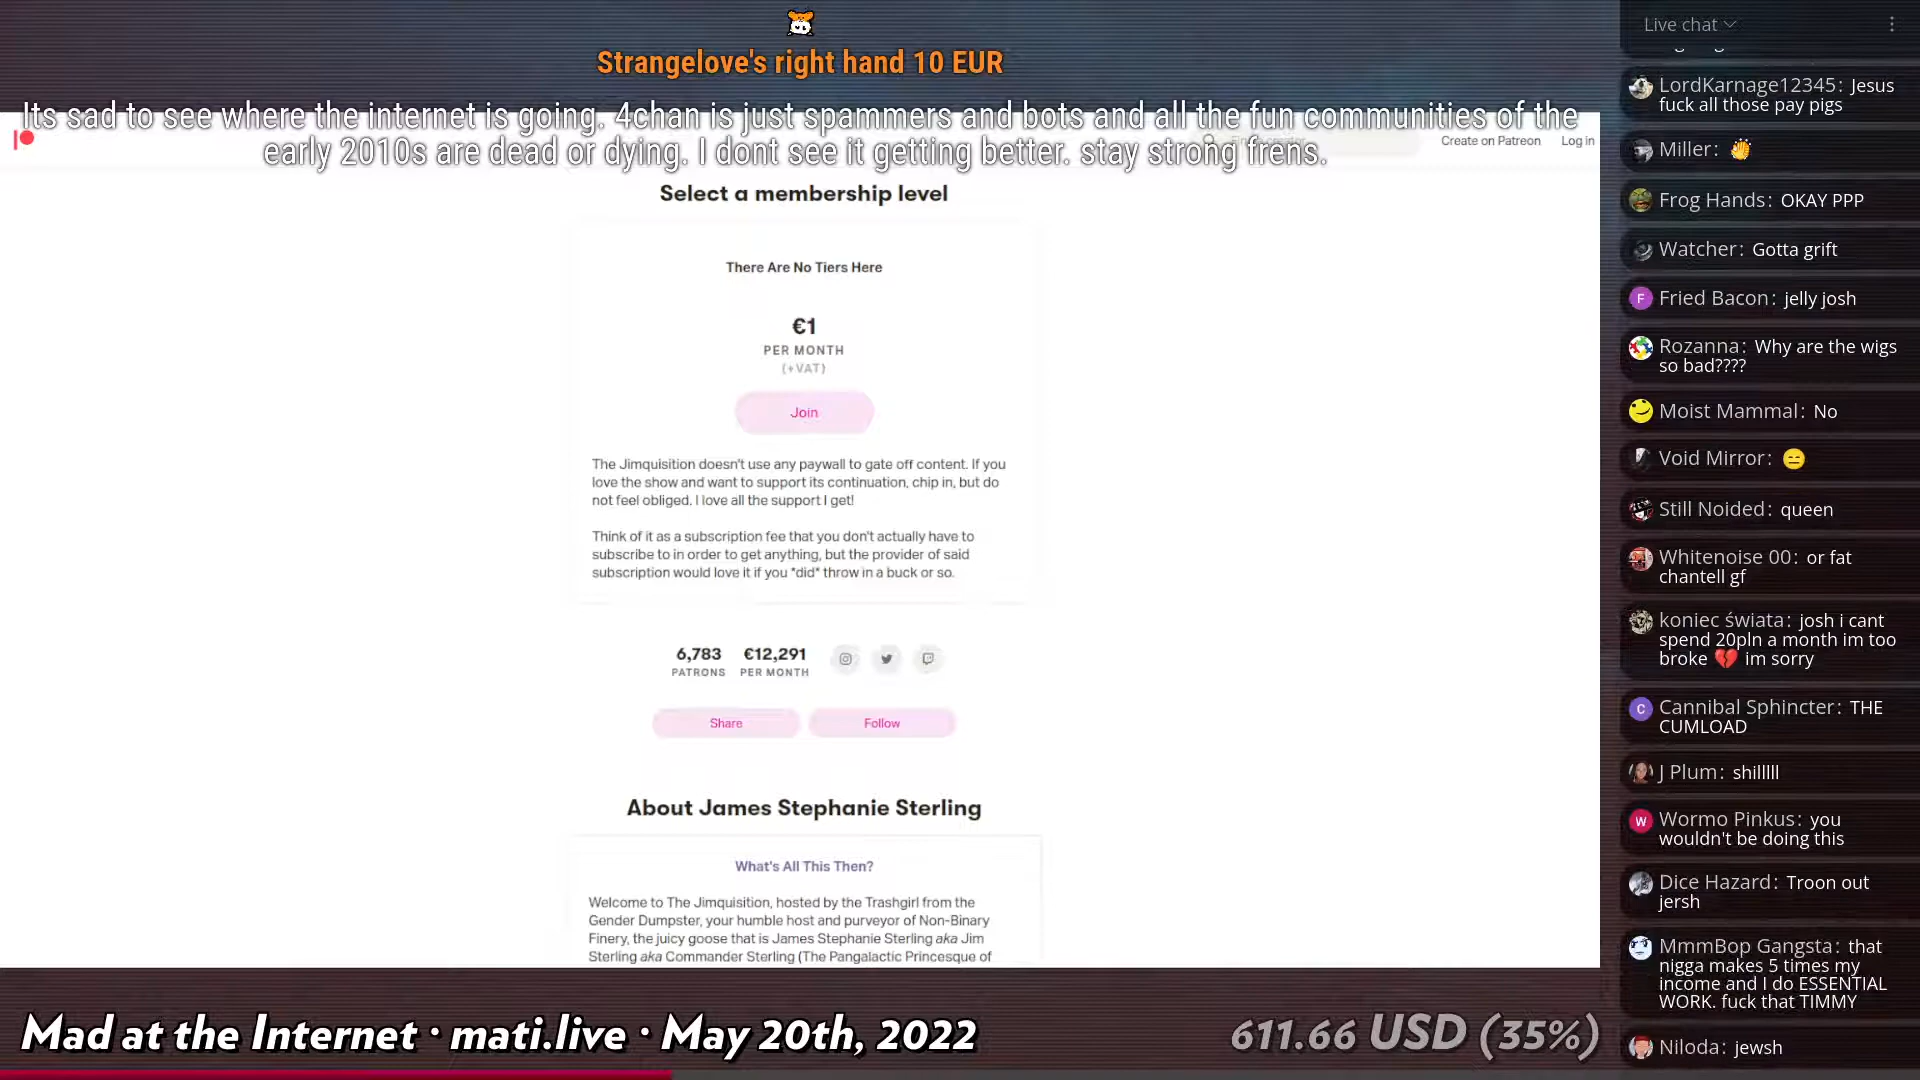 Strangelove's right hand 10 EUR
Its sad to see where the internet is going. 4chan is just spammers and bots and all the fun communities of the
early 2010s are dead or dying. I dont see it getting better. stay strong frens.
Create on Patreon
Log in
Select a membership level
There Are No Tiers Here
€1
PER MONTH
(+VAT)
Join
The Jimquisition doesn't use any paywall to gate off content. If you
love the show and want to support its continuation, chip in, but do
not feel obliged. I love all the support I get!
Think of it as a subscription fee that you don't actually have to
subscribe to in order to get anything, but the provider of said
subscription would love it if you *did* throw in a buck or so.
6,783 €12,291
PATRONS PER MONTH
Share Follow
About James Stephanie Sterling
What's All This Then?
Welcome to The Jimquisition, hosted by the Trashgirl from the
Gender Dumpster, your humble host and purveyor of Non-Binary
Finery, the juicy goose that is James Stephanie Sterling aka Jim
Sterling aka Commander Sterling (The Pangalactic Princesque of
Mad at the Internet · mati.live · May 20th, 2022
611.66 USD (35%)
Live chat
LordKarnage12345: Jesus
fuck all those pay pigs
Miller: 👏
Frog Hands: OKAY PPP
Watcher: Gotta grift
F Fried Bacon: jelly josh
Rozanna: Why are the wigs
so bad????
Moist Mammal: No
Void Mirror: 😑
Still Noided: queen
Whitenoise 00: or fat
chantell gf
koniec świata: josh i cant
spend 20pln a month im too
broke 💔 im sorry
C Cannibal Sphincter: THE
CUMLOAD
J Plum: shilllll
W Wormo Pinkus: you
wouldn't be doing this
Dice Hazard: Troon out
jersh
MmmBop Gangsta: that
nigga makes 5 times my
income and I do ESSENTIAL
WORK. fuck that TIMMY
Niloda: jewsh